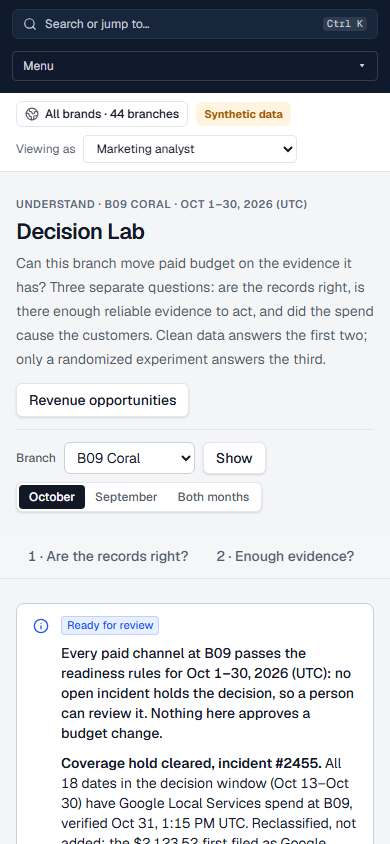 Search or jump to...
Ctrl K
Menu
All brands · 44 branches
Synthetic data
Viewing as
Marketing analyst
UNDERSTAND · B09 CORAL · OCT 1–30, 2026 (UTC)
Decision Lab
Can this branch move paid budget on the evidence it
has? Three separate questions: are the records right, is
there enough reliable evidence to act, and did the spend
cause the customers. Clean data answers the first two;
only a randomized experiment answers the third.
Revenue opportunities
Branch
B09 Coral
Show
October
September
Both months
1 · Are the records right?
2 · Enough evidence?
Ready for review
Every paid channel at B09 passes the
readiness rules for Oct 1–30, 2026 (UTC): no
open incident holds the decision, so a person
can review it. Nothing here approves a
budget change.
Coverage hold cleared, incident #2455. All
18 dates in the decision window (Oct 13–Oct
30) have Google Local Services spend at B09,
verified Oct 31, 1:15 PM UTC. Reclassified, not
added: the $2,123.52 first filed as Google